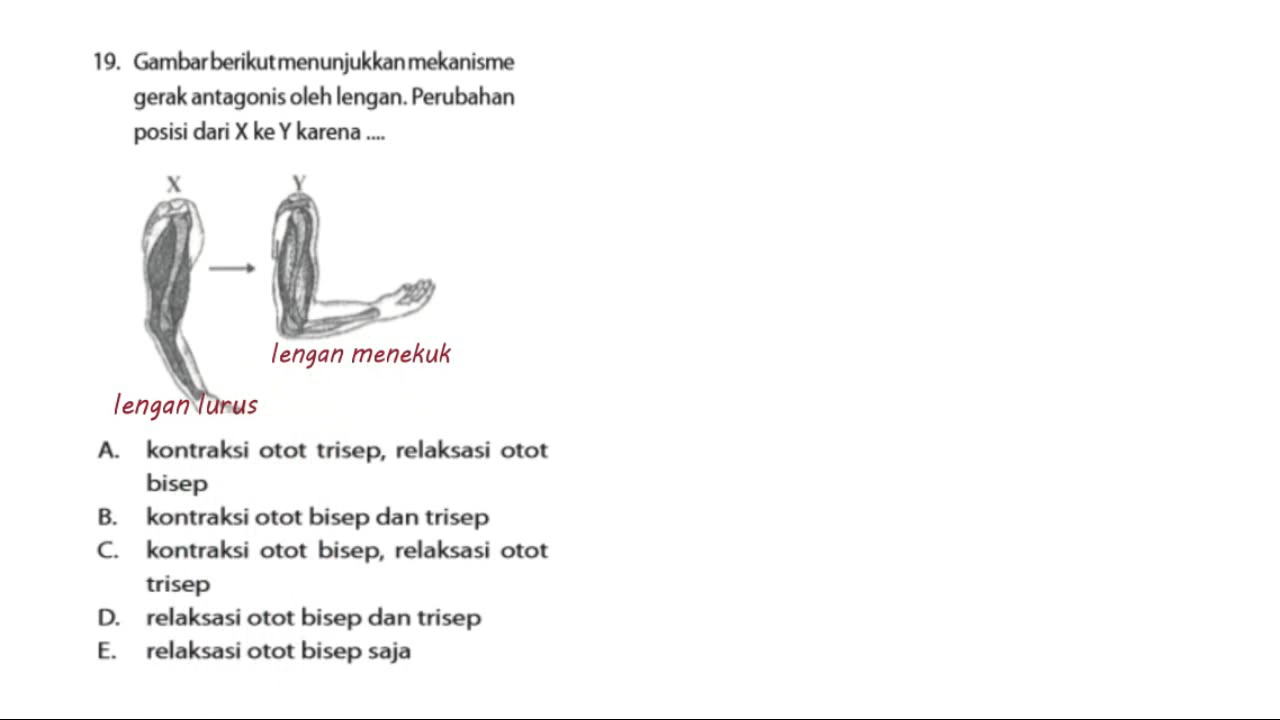 19. Gambar berikut menunjukkan mekanisme
gerak antagonis oleh lengan. Perubahan
posisi dari X ke Y karena ....
X
Y
lengan menekuk
lengan lurus
A. kontraksi otot trisep, relaksasi otot
bisep
B. kontraksi otot bisep dan trisep
C. kontraksi otot bisep, relaksasi otot
trisep
D. relaksasi otot bisep dan trisep
E. relaksasi otot bisep saja